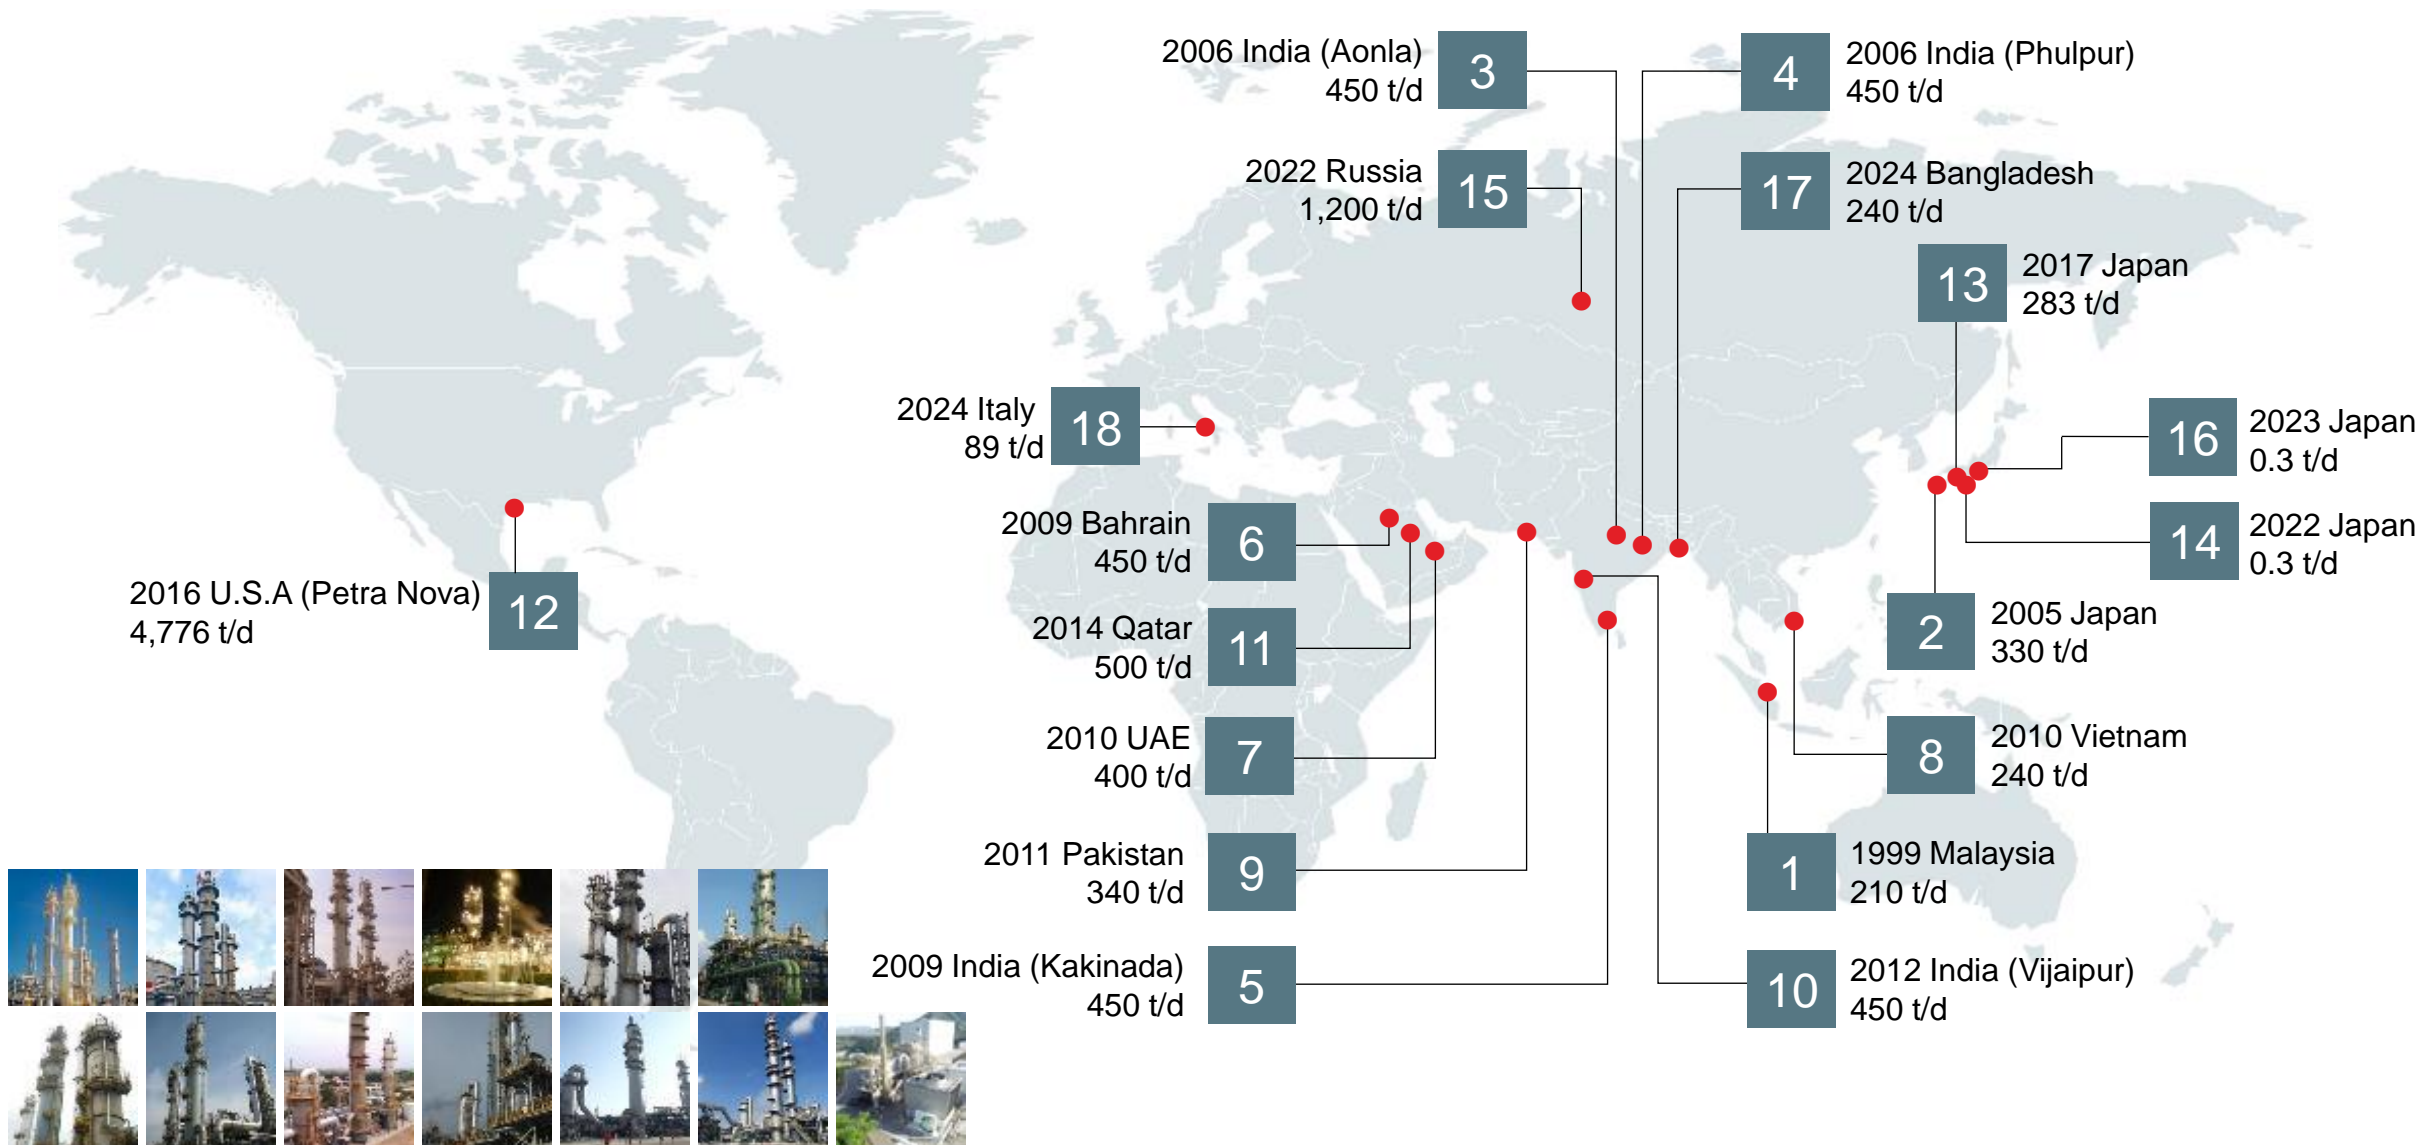 2006 India (Aonla)
450 t/d
3
4
2006 India (Phulpur)
450 t/d
2022 Russia
1,200 t/d
15
17
2024 Bangladesh
240 t/d
13
2017 Japan
283 t/d
2024 Italy
89 t/d
18
16
2023 Japan
0.3 t/d
2009 Bahrain
450 t/d
6
14
2022 Japan
0.3 t/d
2016 U.S.A (Petra Nova)
4,776 t/d
12
2014 Qatar
500 t/d
11
2
2005 Japan
330 t/d
2010 UAE
400 t/d
7
8
2010 Vietnam
240 t/d
2011 Pakistan
340 t/d
9
1
1999 Malaysia
210 t/d
2009 India (Kakinada)
450 t/d
5
10
2012 India (Vijaipur)
450 t/d